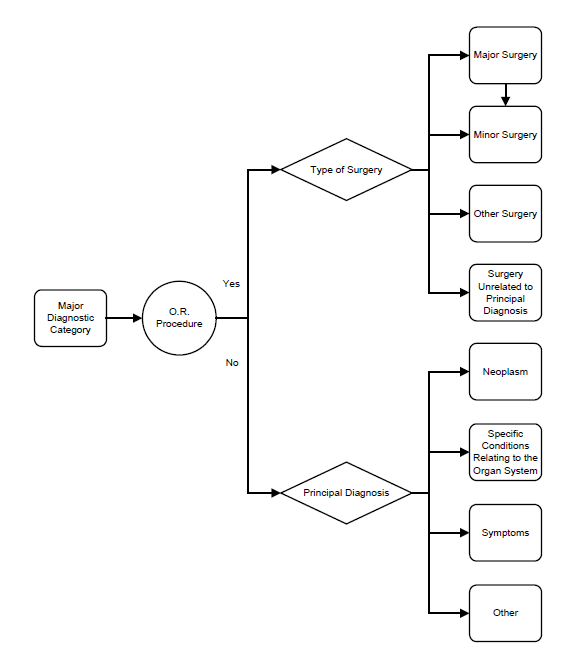 Major Surgery
Minor Surgery
Type of Surgery
Other Surgery
Surgery
Unrelated to
Principal
Diagnosis
Yes
Major
Diagnostic
Category
O.R.
Procedure
No
Neoplasm
Specific
Conditions
Relating to the
Organ System
Principal Diagnosis
Symptoms
Other